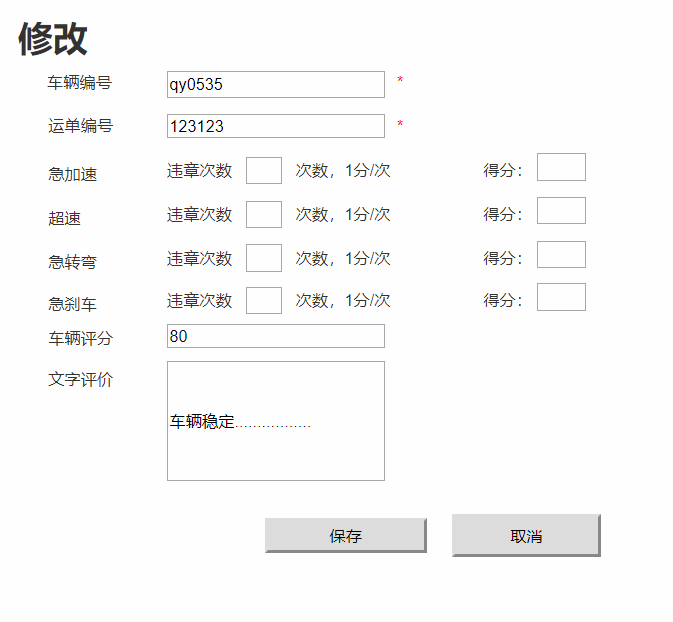 修改
车辆编号 qy0535 *
运单编号 123123 *
急加速 违章次数 次数，1分/次 得分：
超速 违章次数 次数，1分/次 得分：
急转弯 违章次数 次数，1分/次 得分：
急刹车 违章次数 次数，1分/次 得分：
车辆评分 80
文字评价
车辆稳定.................
保存 取消